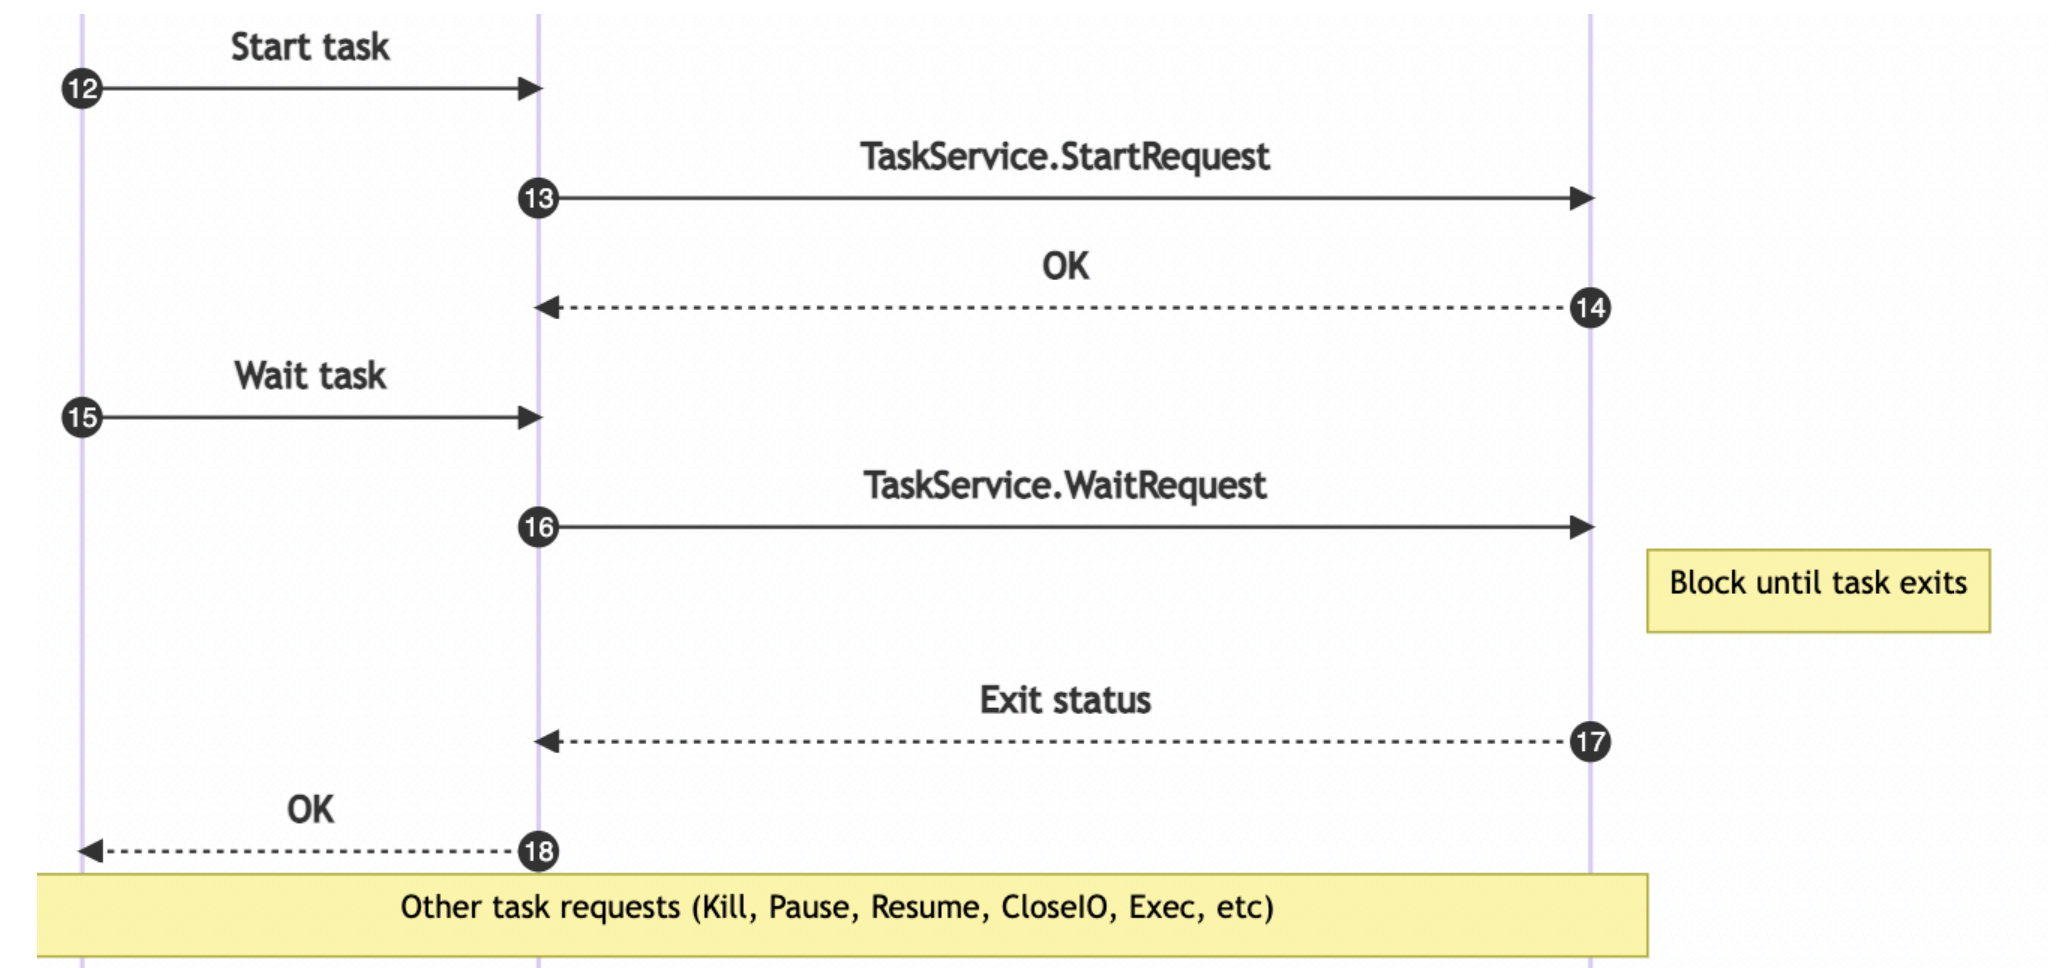 Start task
12
TaskService.StartRequest
13
OK
14
Wait task
15
TaskService.WaitRequest
16
Block until task exits
Exit status
17
OK
18
Other task requests (Kill, Pause, Resume, CloseIO, Exec, etc)